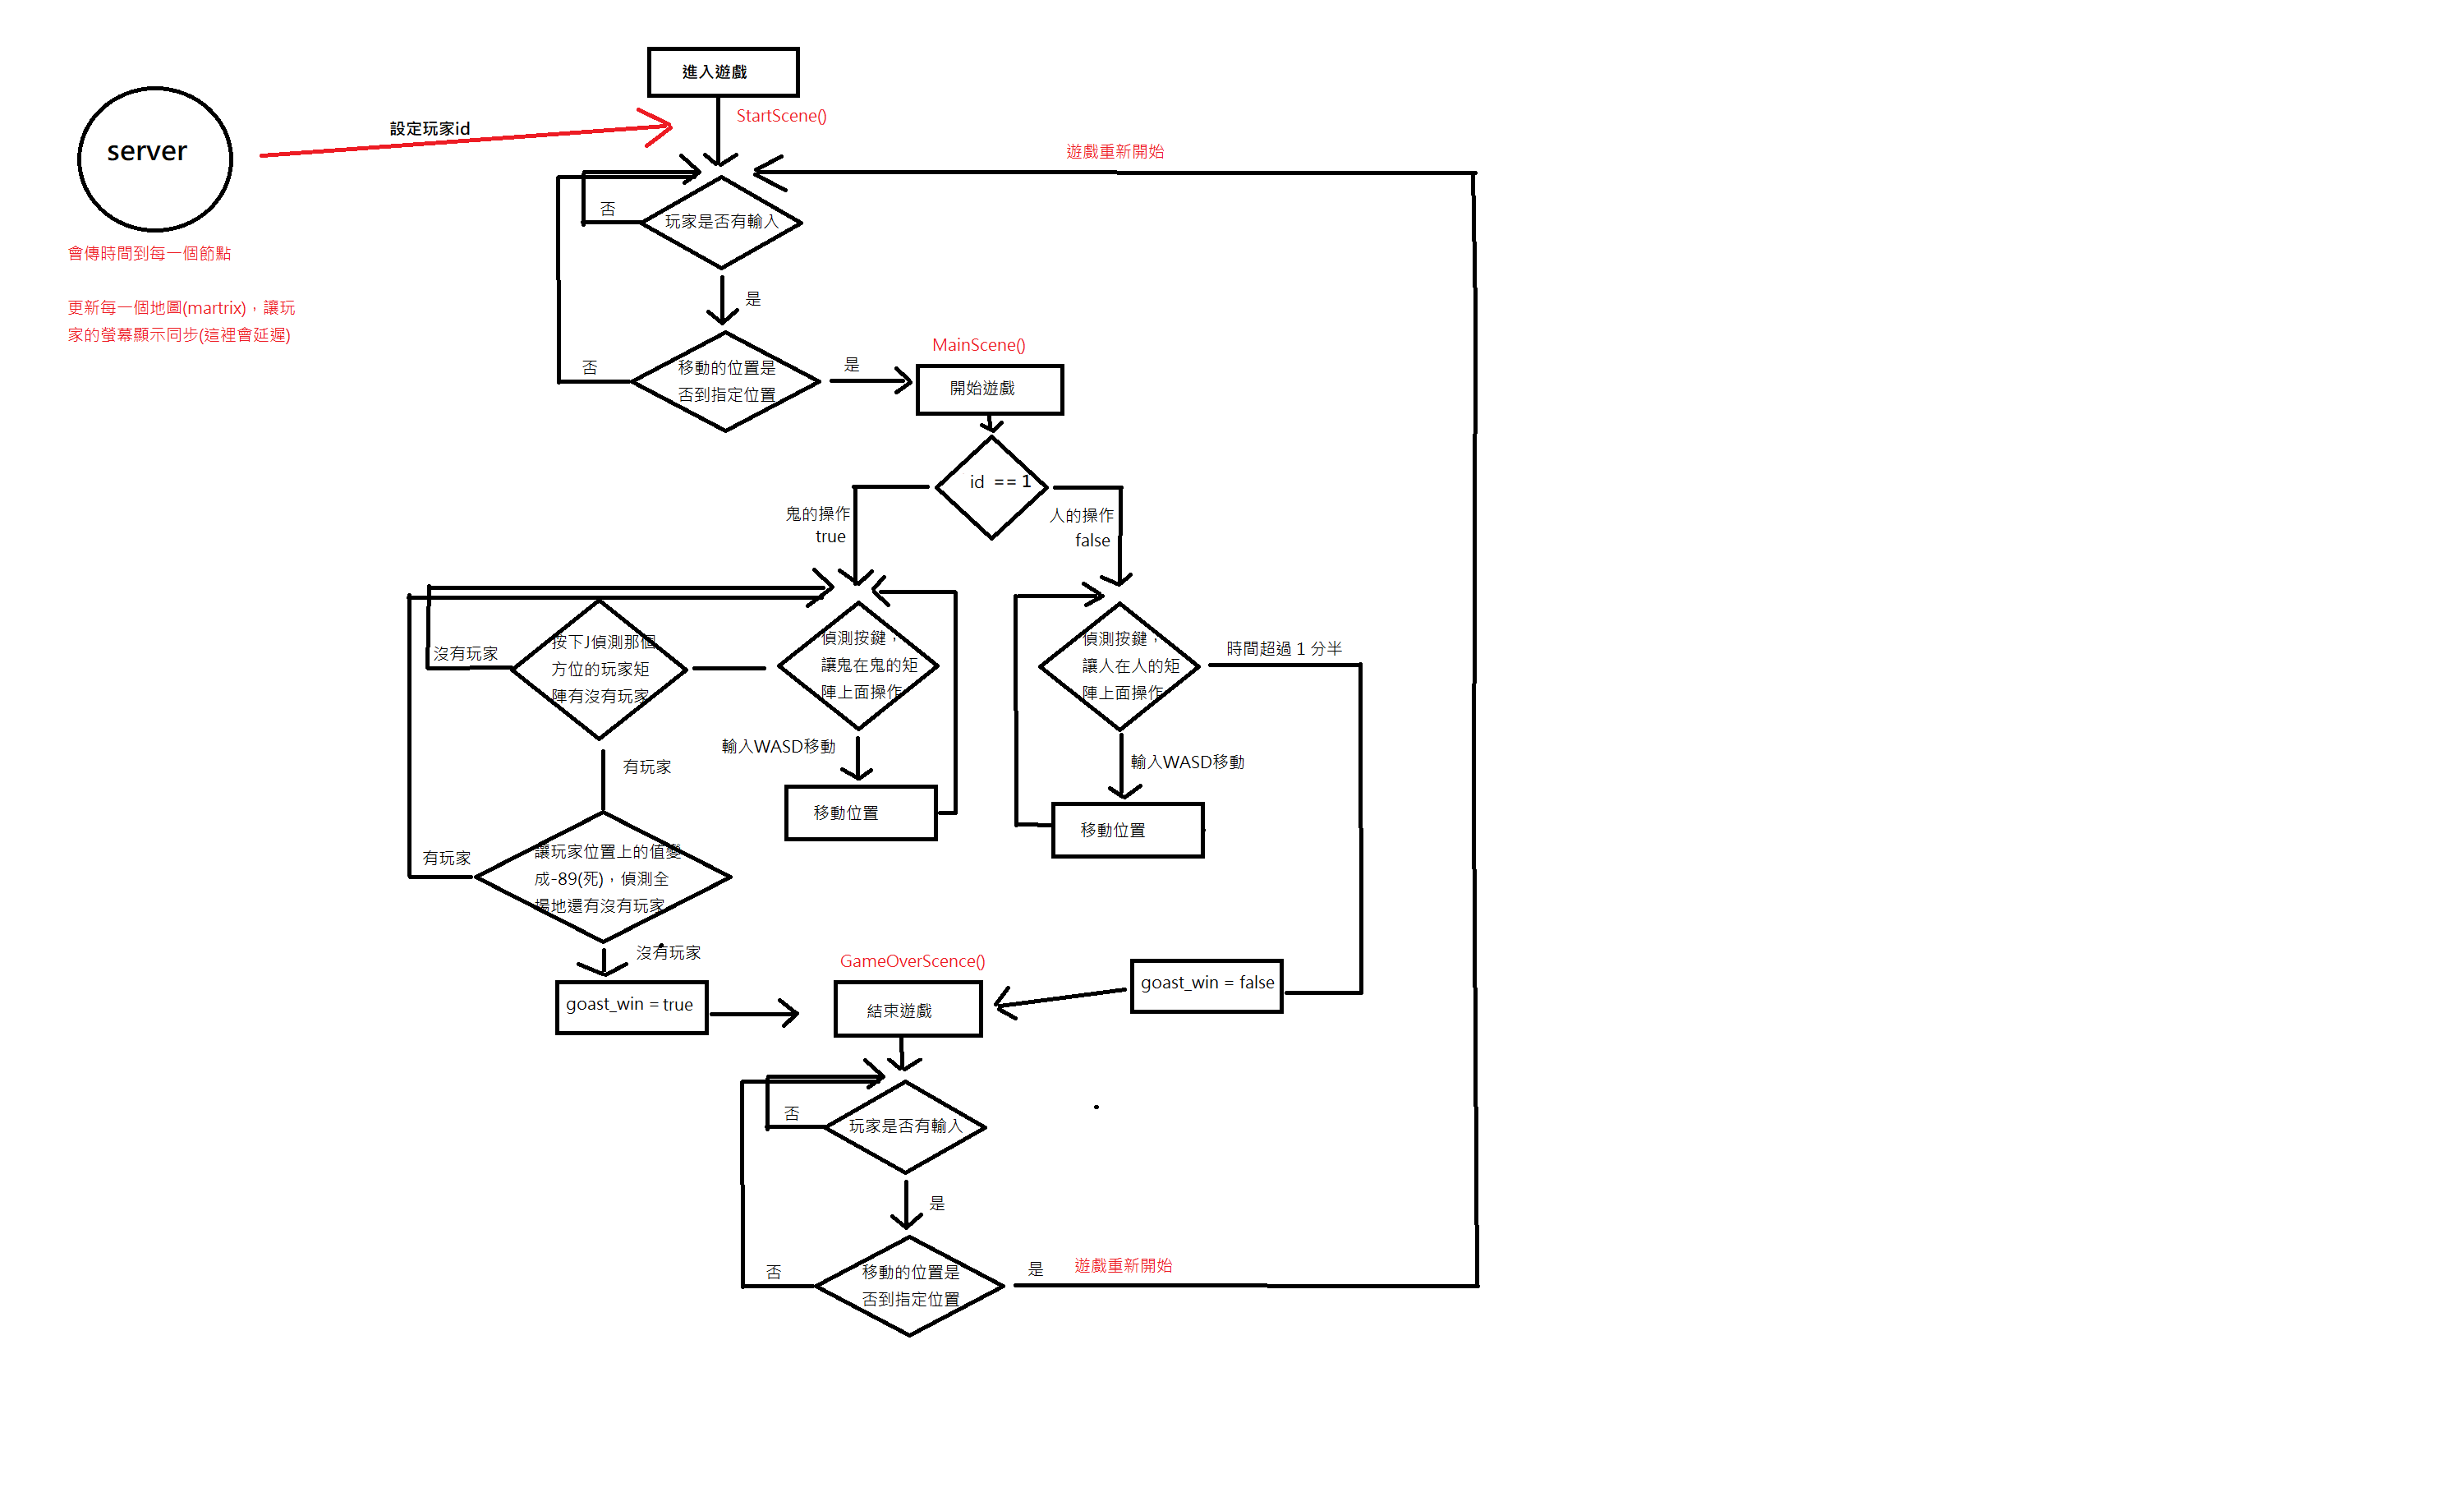 進入遊戲
StartScene()
設定玩家id
server
遊戲重新開始
否
玩家是否有輸入
會傳時間到每一個節點
更新每一個地圖(martrix)，讓玩
家的螢幕顯示同步(這裡會延遲)
是
否
移動的位置是
否到指定位置
是
MainScene()
開始遊戲
id == 1
鬼的操作
true
人的操作
false
沒有玩家
按下J偵測那個
方位的玩家矩
陣有沒有玩家
偵測按鍵，
讓鬼在鬼的矩
陣上面操作
偵測按鍵，
讓人在人的矩
陣上面操作
時間超過 1 分半
有玩家
輸入WASD移動
輸入WASD移動
移動位置
移動位置
有玩家
讓玩家位置上的值變
成-89(死)，偵測全
場地還有沒有玩家
沒有玩家
GameOverScence()
goast_win = true
結束遊戲
goast_win = false
否
玩家是否有輸入
是
否
移動的位置是
否到指定位置
是
遊戲重新開始